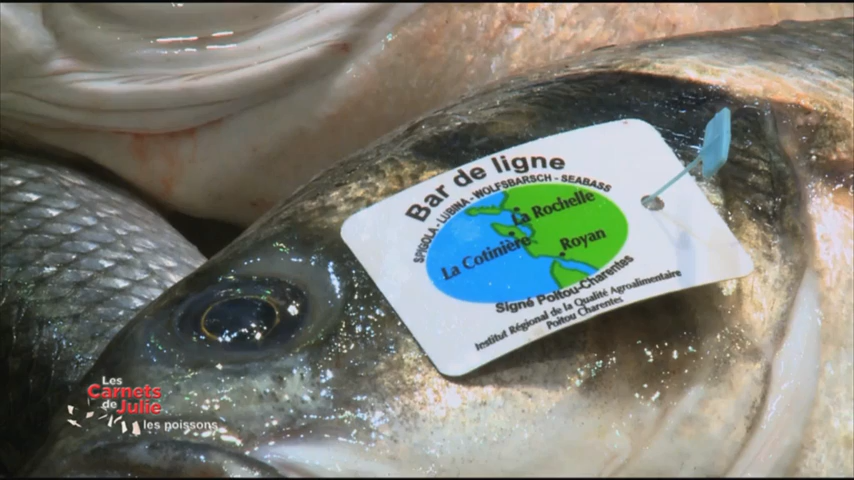 Bar de ligne
SPIGOLA - LUBINA - WOLFSBARSCH - SEABASS
La Rochelle
La Cotinière
Royan
Signé Poitou-Charentes
Institut Régional de la Qualité Agroalimentaire
Poitou Charentes
Les
Carnets
de Julie
les poissons